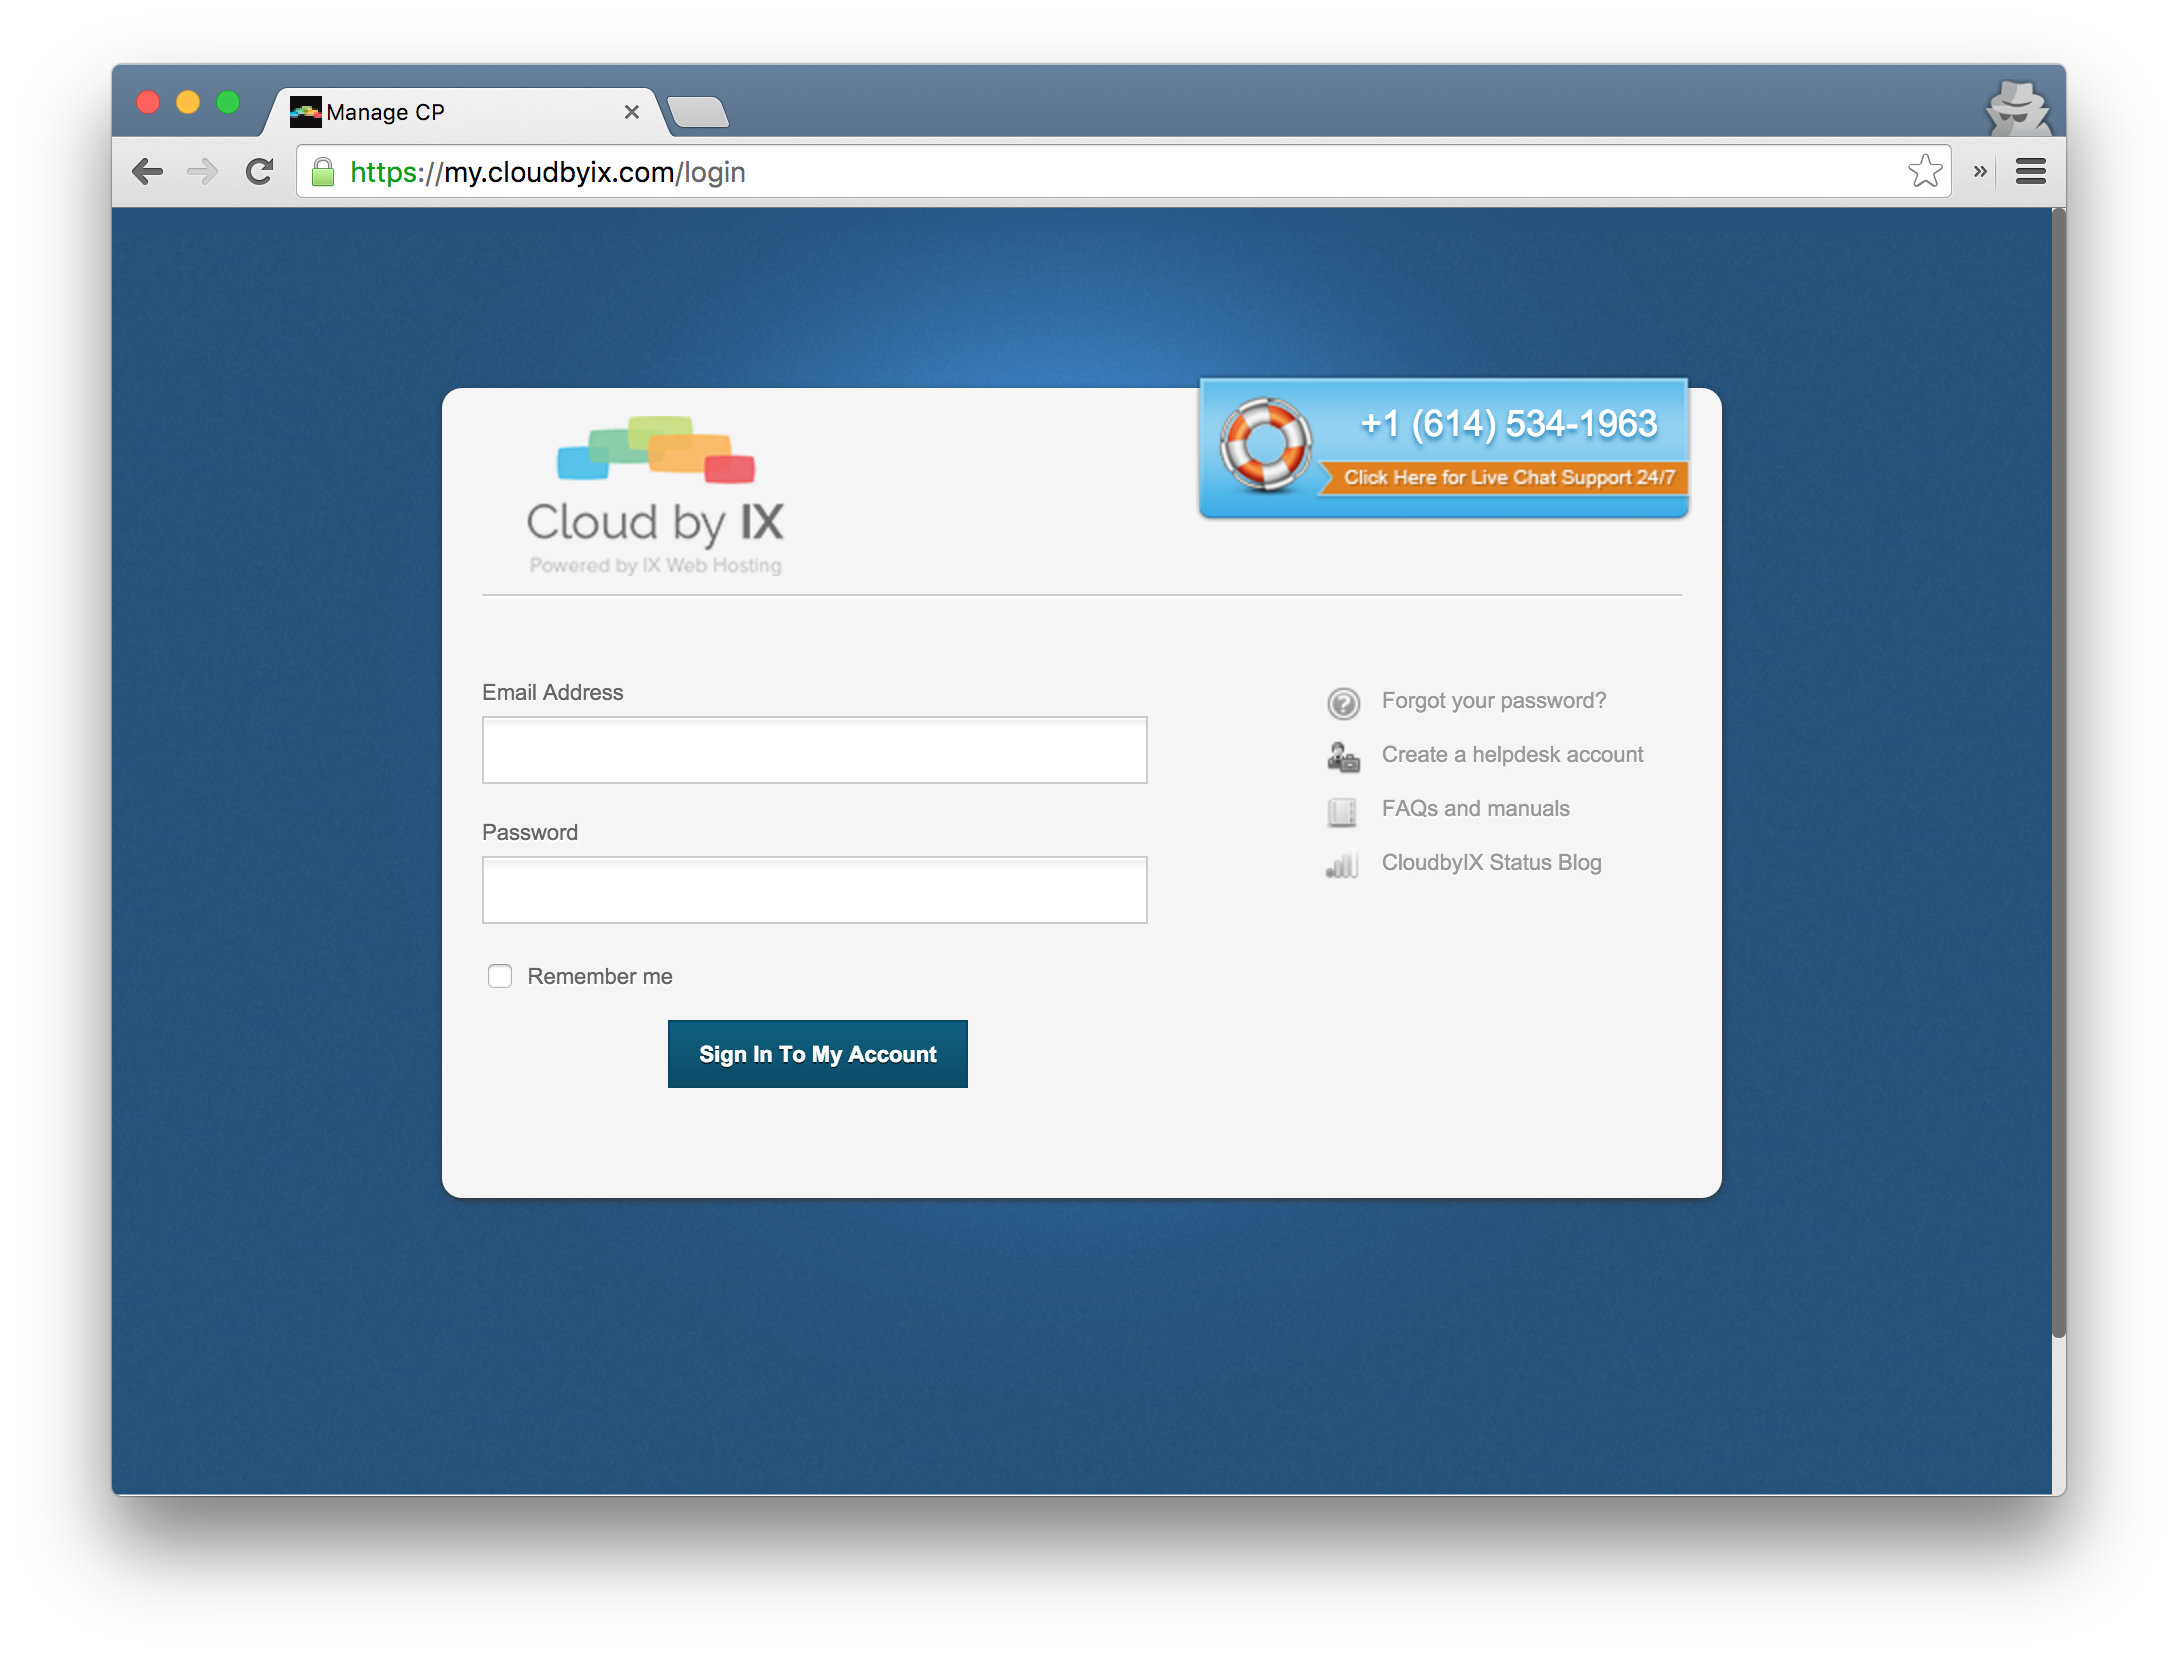 Manage CP
https://my.cloudbyix.com/login
+1 (614) 534-1963
Click Here for Live Chat Support 24/7
Cloud by IX
Powered by IX Web Hosting
Email Address
Password
Remember me
Sign In To My Account
Forgot your password?
Create a helpdesk account
FAQs and manuals
CloudbyIX Status Blog